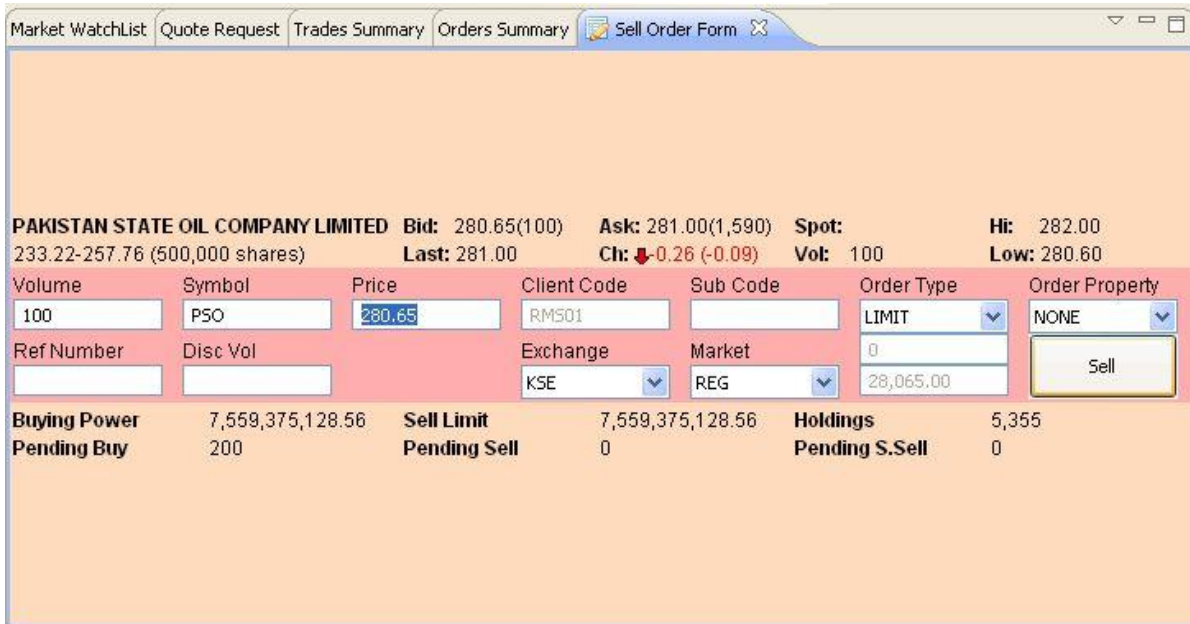 Market WatchList Quote Request Trades Summary Orders Summary Sell Order Form
PAKISTAN STATE OIL COMPANY LIMITED Bid: 280.65(100) Ask: 281.00(1,590) Spot: Hi: 282.00
233.22-257.76 (500,000 shares) Last: 281.00 Ch: -0.26 (-0.09) Vol: 100 Low: 280.60
Volume Symbol Price Client Code Sub Code Order Type Order Property
100 PSO 280.65 RMS01 LIMIT NONE
Ref Number Disc Vol Exchange Market 0
KSE REG 28,065.00 Sell
Buying Power 7,559,375,128.56 Sell Limit 7,559,375,128.56 Holdings 5,355
Pending Buy 200 Pending Sell 0 Pending S.Sell 0